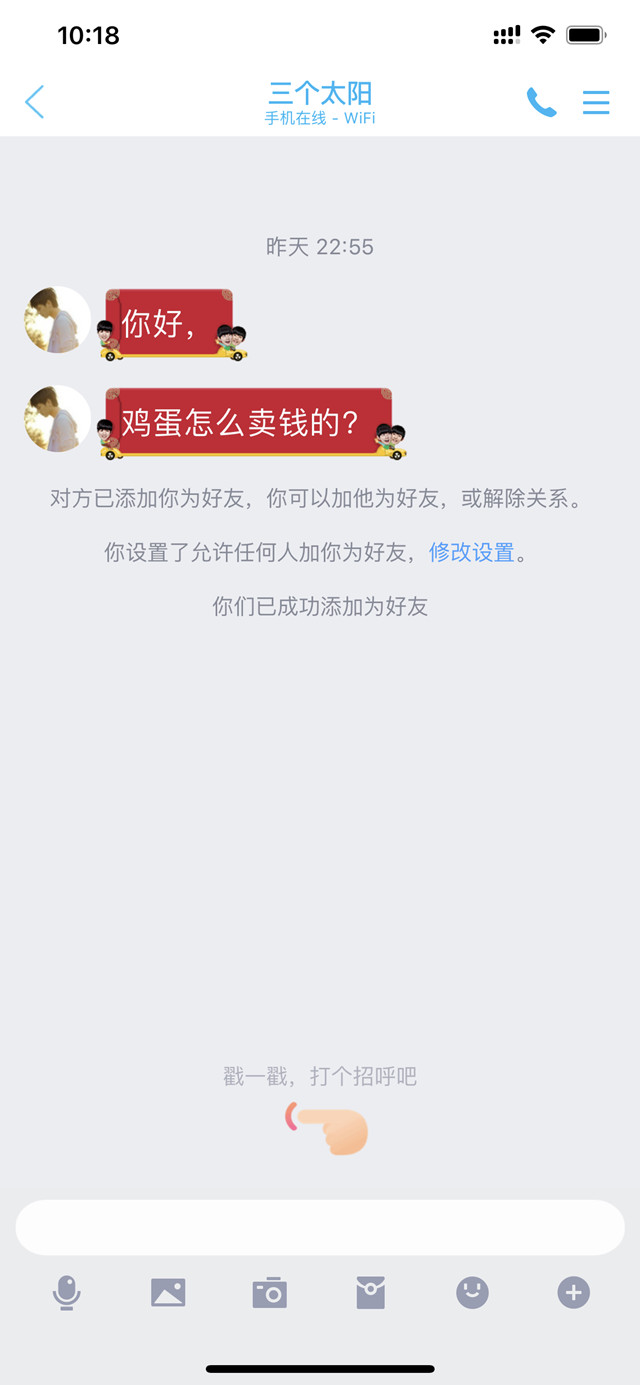 10:18
三个太阳
手机在线 - WiFi
昨天 22:55
你好，
鸡蛋怎么卖钱的?
对方已添加你为好友，你可以加他为好友，或解除关系。
你设置了允许任何人加你为好友，修改设置。
你们已成功添加为好友
戳一戳，打个招呼吧